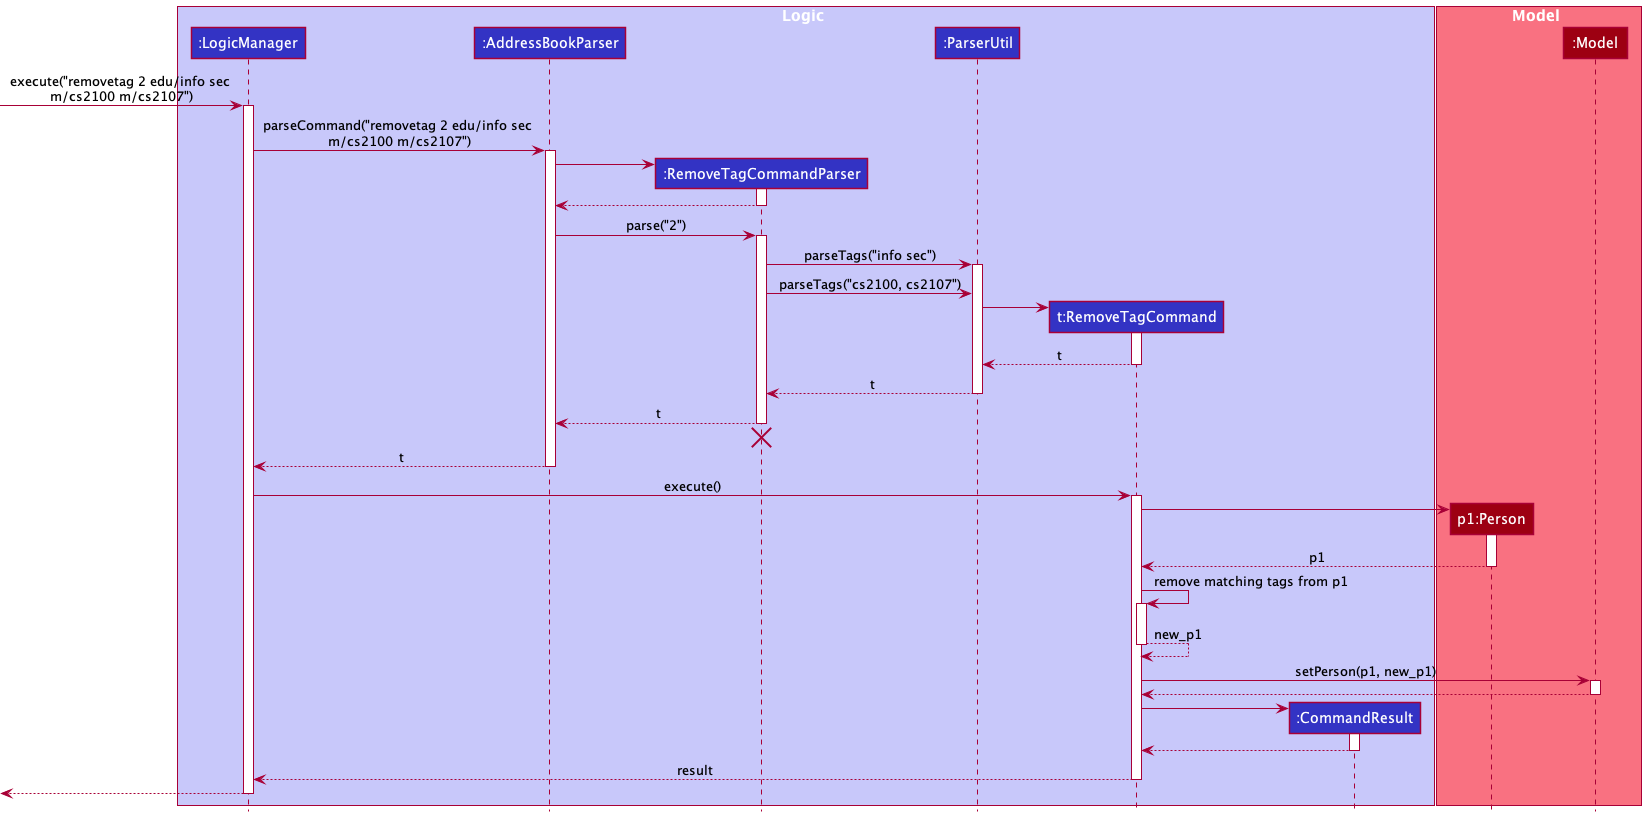 Logic
Model
:LogicManager
:AddressBookParser
:ParserUtil
:Model
execute("removetag 2 edu/info sec
m/cs2100 m/cs2107")
parseCommand("removetag 2 edu/info sec
m/cs2100 m/cs2107")
:RemoveTagCommandParser
parse("2")
parseTags("info sec")
parseTags("cs2100, cs2107")
t:RemoveTagCommand
t
t
t
t
execute()
p1:Person
p1
remove matching tags from p1
new_p1
setPerson(p1, new_p1)
:CommandResult
result